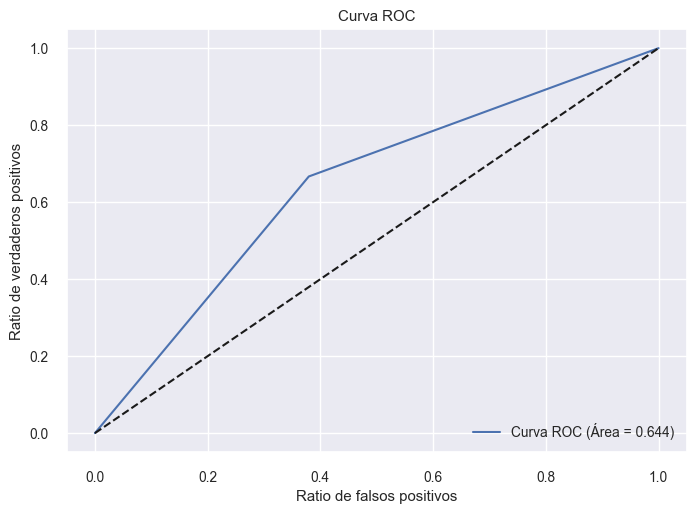 Curva ROC
1.0
0.8
0.6
0.4
0.2
0.0
Ratio de verdaderos positivos
Curva ROC (Área = 0.644)
0.0 0.2 0.4 0.6 0.8 1.0
Ratio de falsos positivos